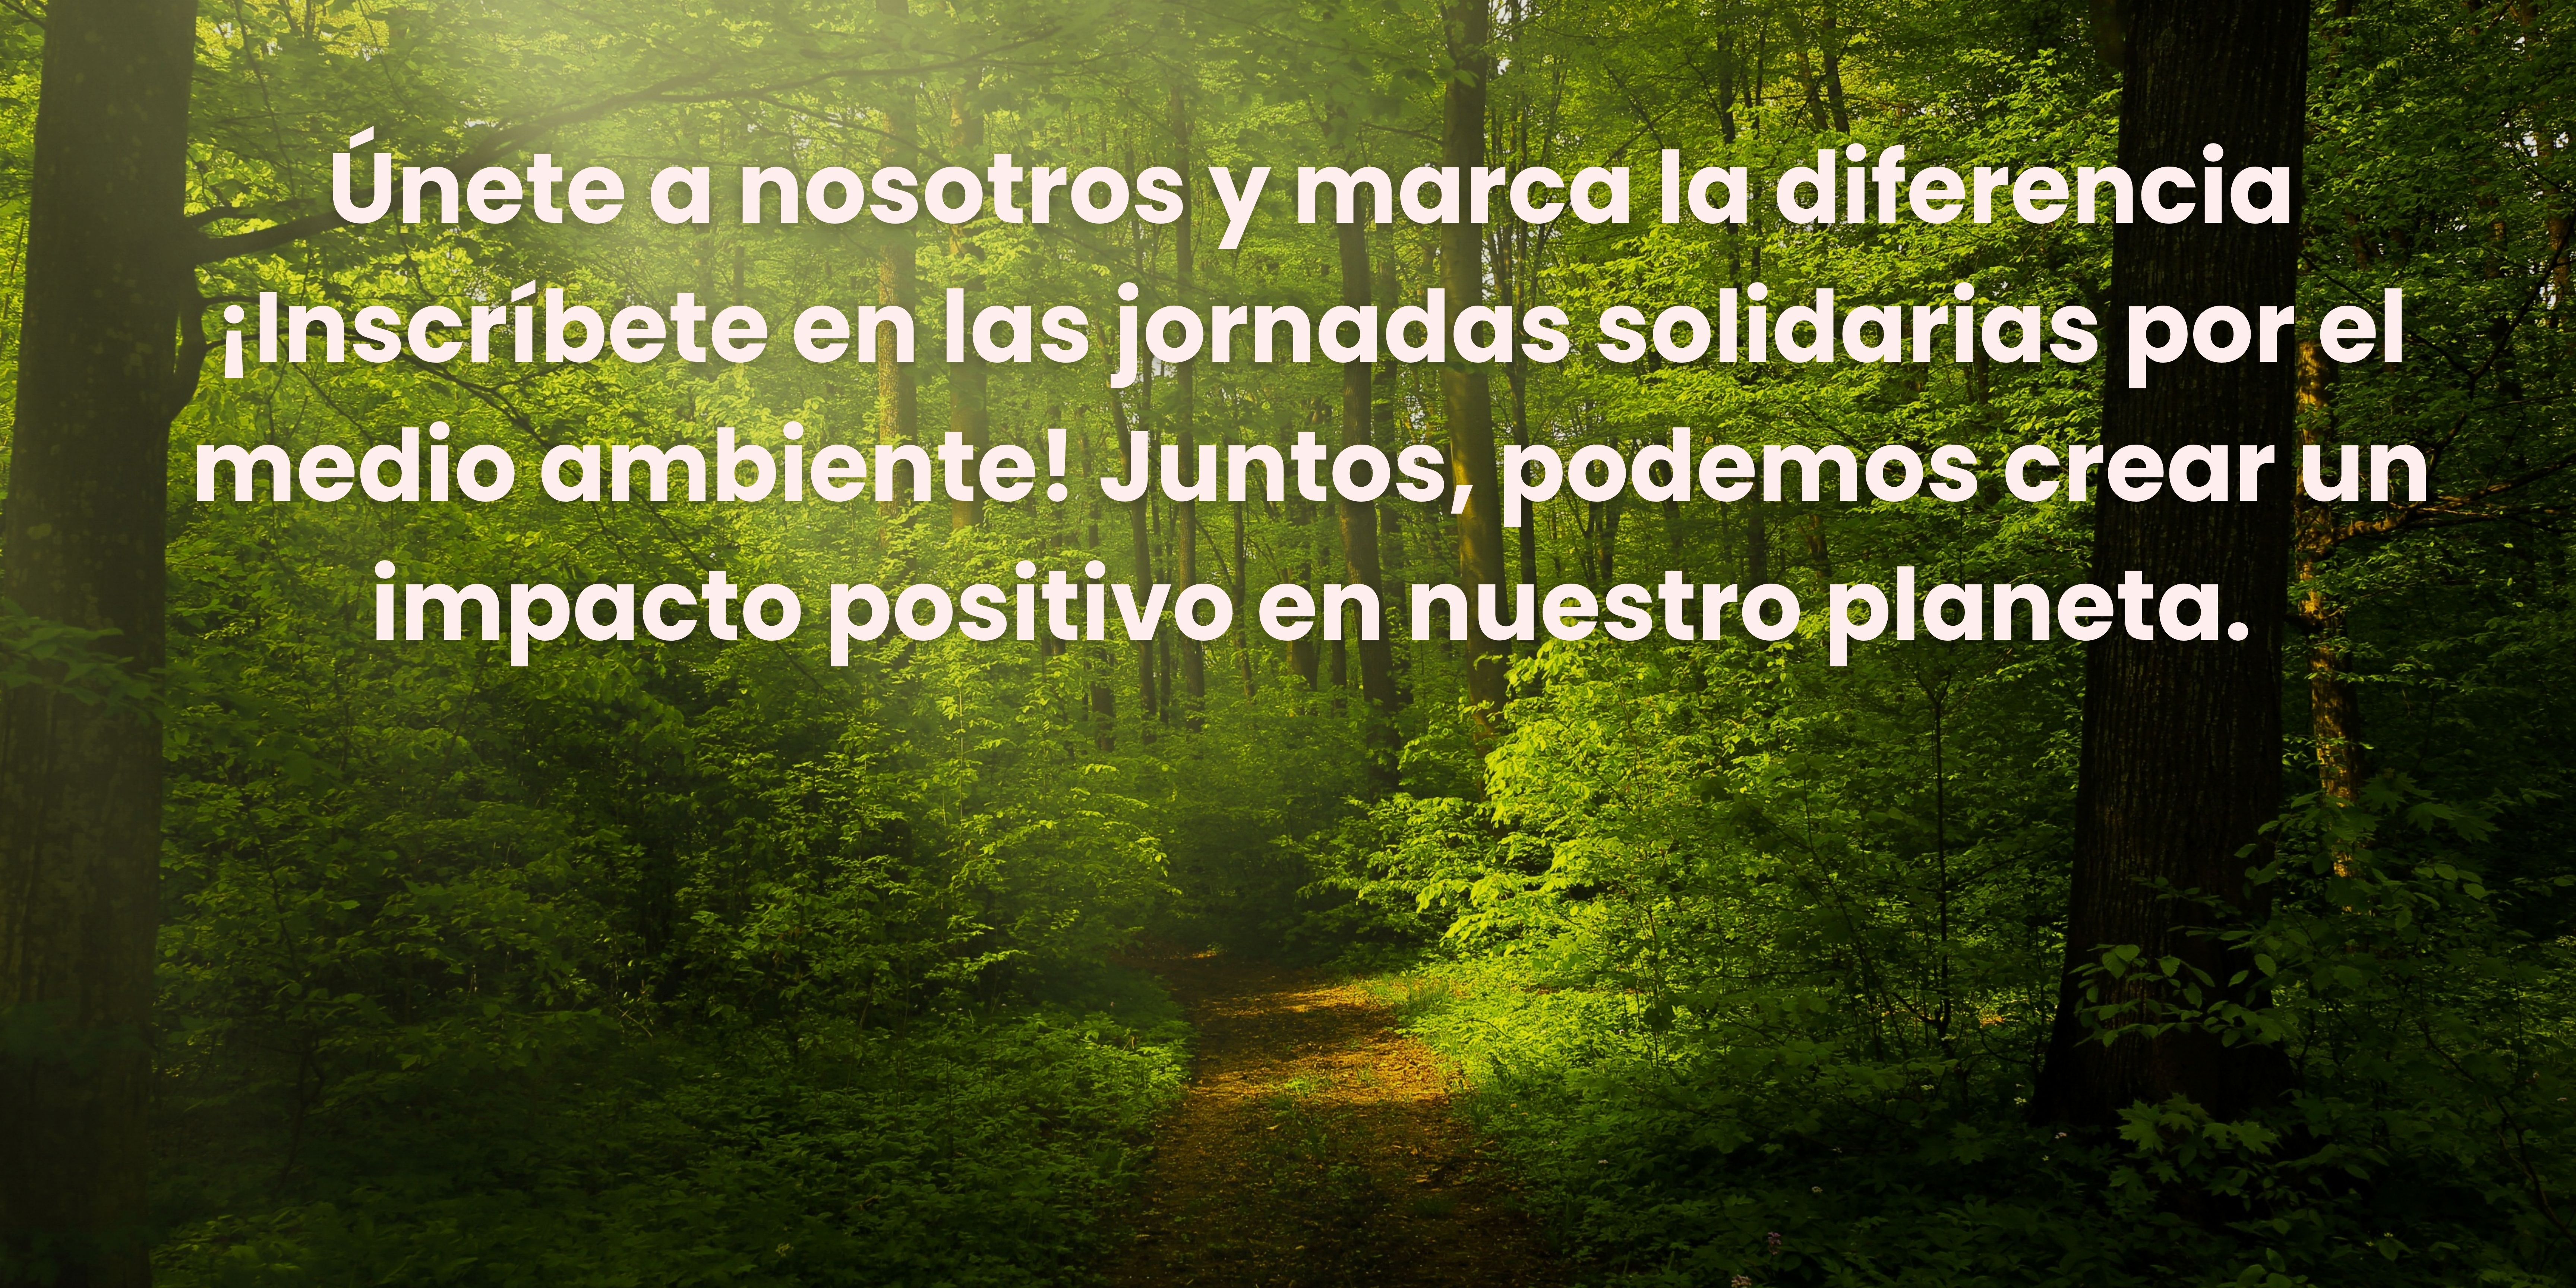 Únete a nosotros y marca la diferencia
¡Inscríbete en las jornadas solidarias por el
medio ambiente! Juntos, podemos crear un
impacto positivo en nuestro planeta.